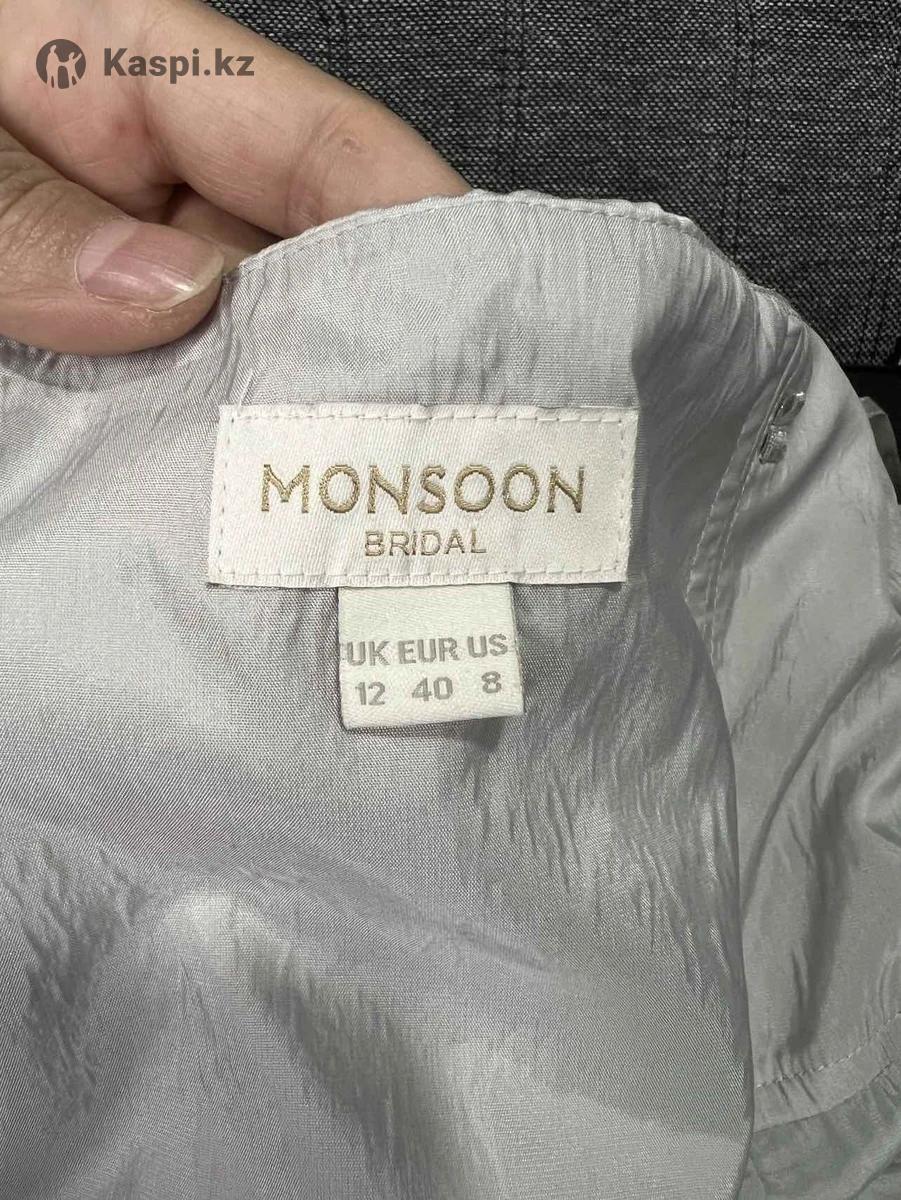 Kaspi.kz
MONSOON
BRIDAL
UK EUR US
12 40 8